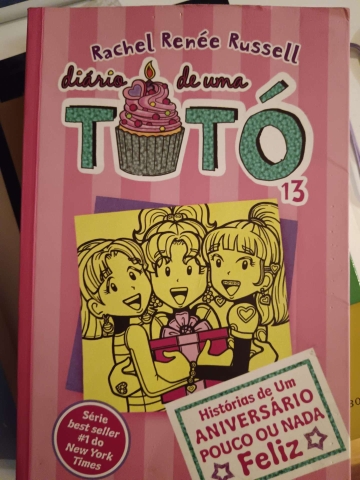 Rachel Renée Russell
diário de uma
TOTÓ
13
Histórias de Um
ANIVERSÁRIO
POUCO OU NADA
Feliz
Série
best seller
#1 do
New York
Times